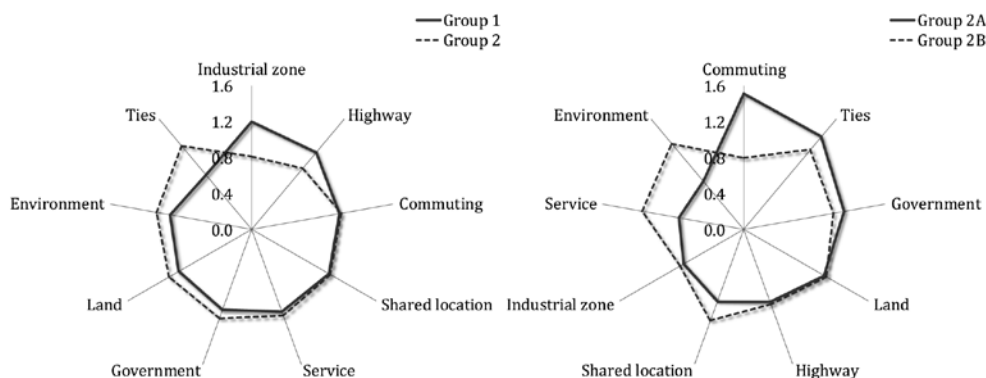 Group 1
Group 2
Industrial zone
1.6
Ties
1.2
Highway
0.8
0.4
Environment
Commuting
0.0
Land
Shared location
Government
Service
Group 2A
Group 2B
Commuting
1.6
Environment
1.2
Ties
0.8
0.4
Service
Government
0.0
Industrial zone
Land
Shared location
Highway